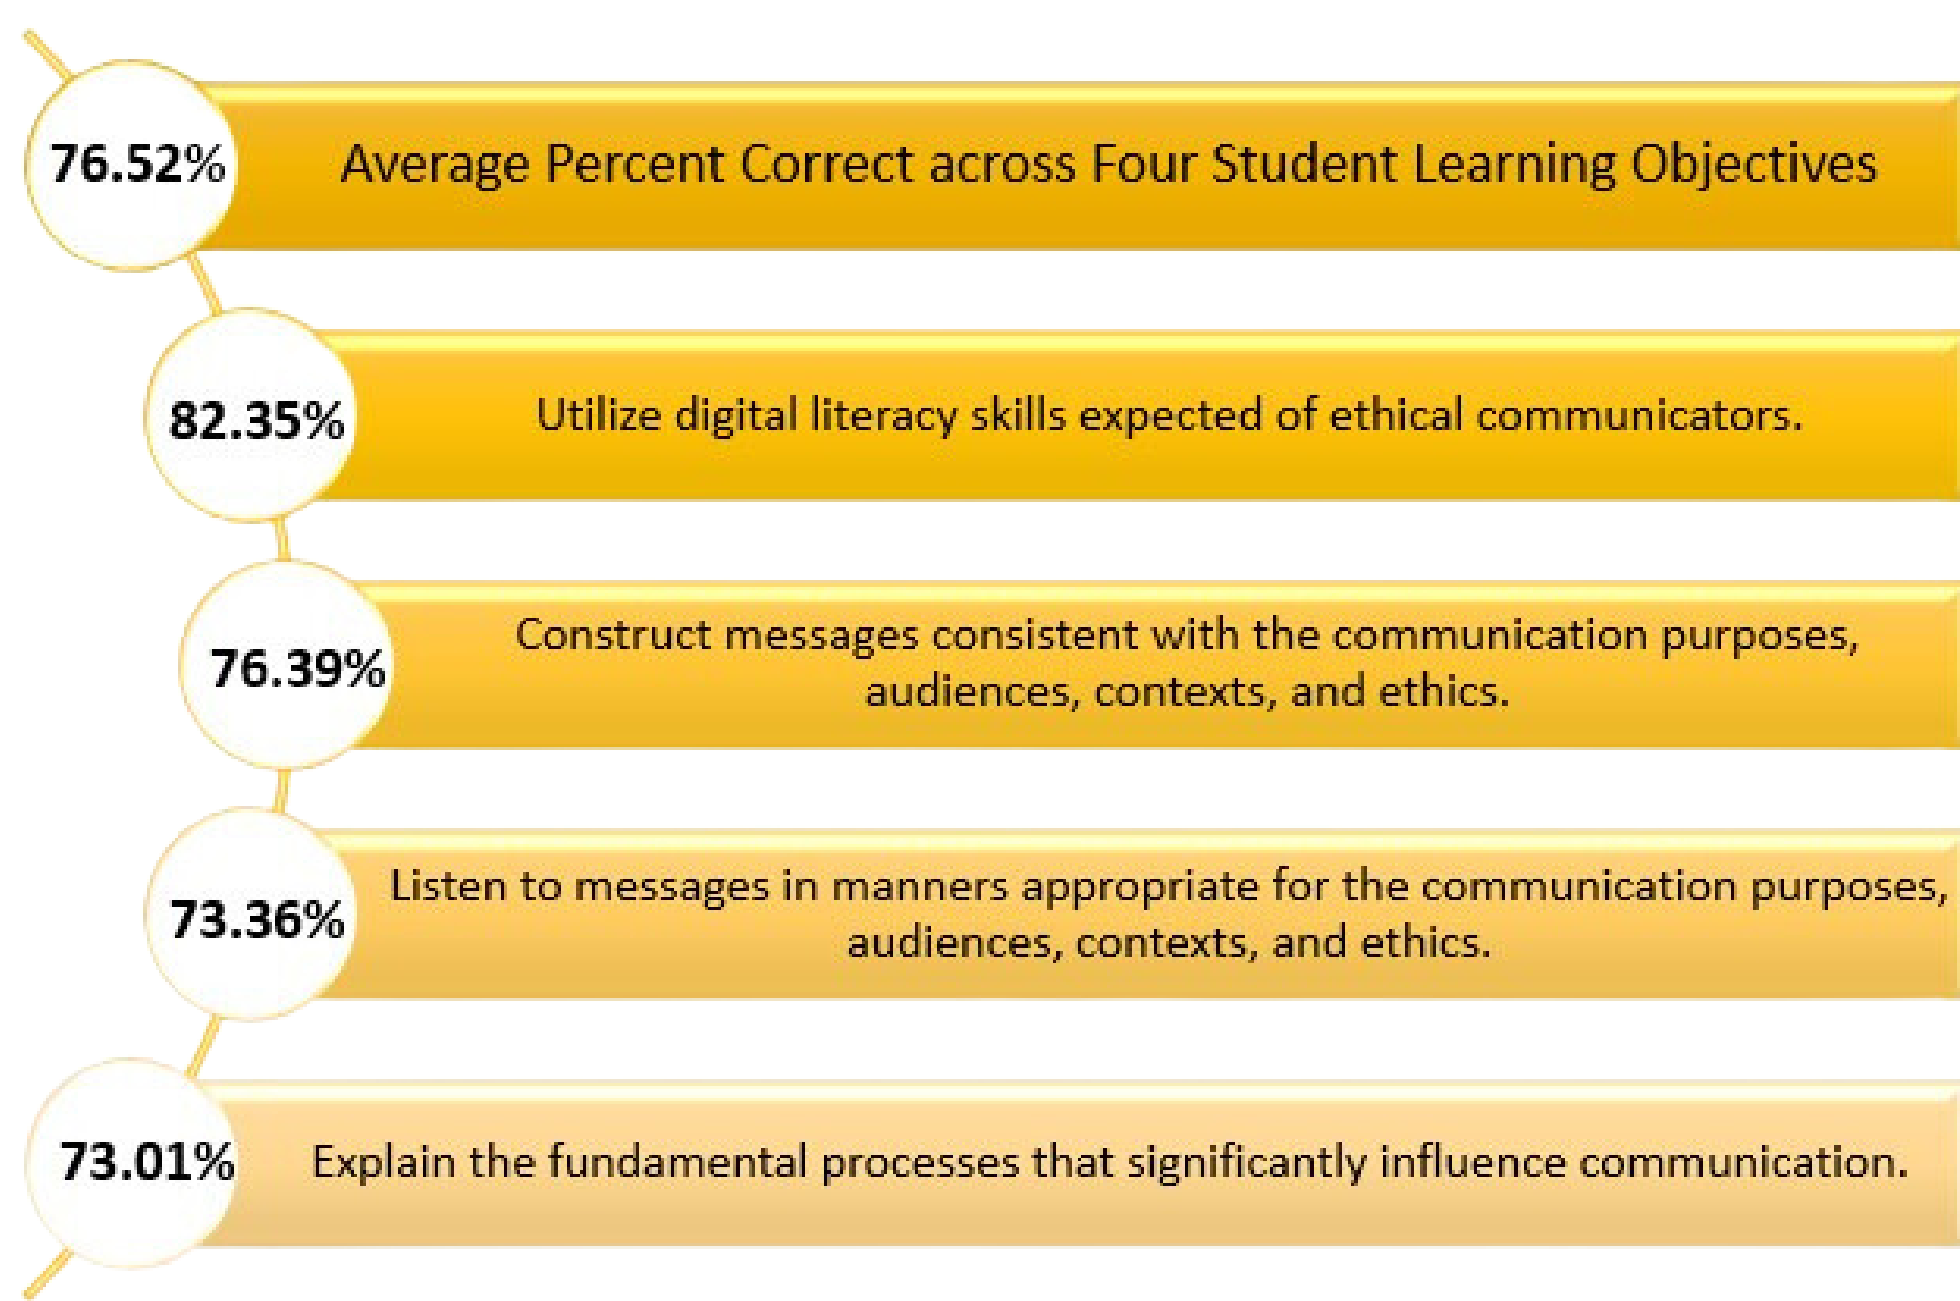 76.52%
Average Percent Correct across Four Student Learning Objectives
82.35%
Utilize digital literacy skills expected of ethical communicators.
76.39%
Construct messages consistent with the communication purposes,
audiences, contexts, and ethics.
73.36%
Listen to messages in manners appropriate for the communication purposes,
audiences, contexts, and ethics.
73.01%
Explain the fundamental processes that significantly influence communication.